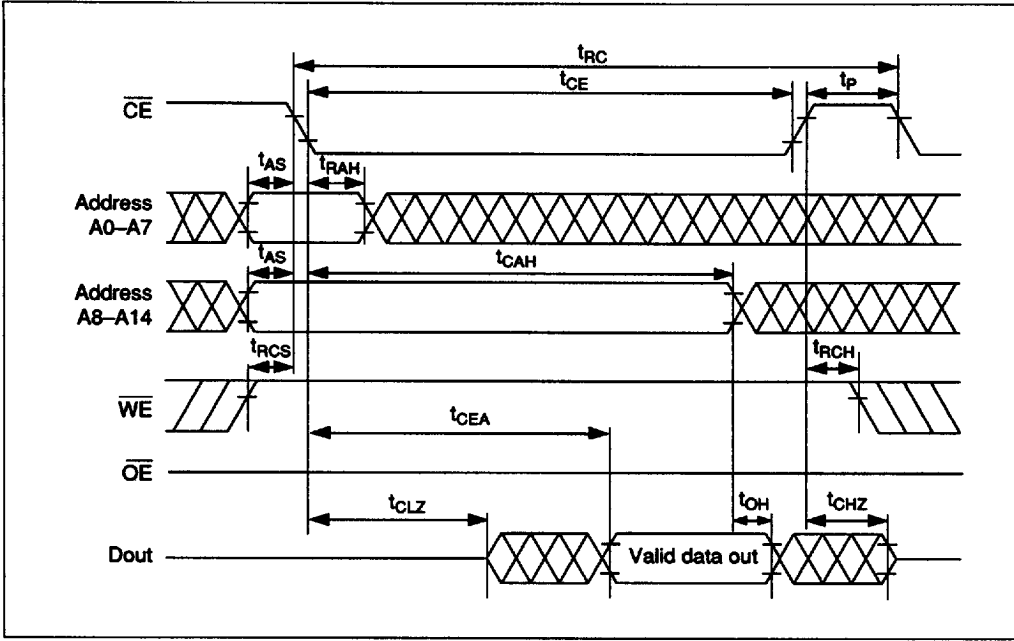 tRC
tCE
tP
CE
tAS
tRAH
Address
A0–A7
tAS
tCAH
Address
A8–A14
tRCS
tRCH
WE
tCEA
OE
tCLZ
tOH
tCHZ
Dout
Valid data out